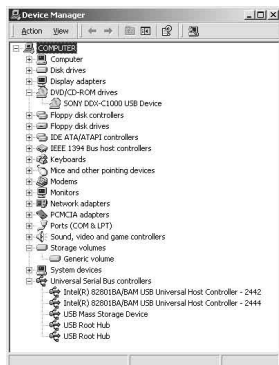 Device Manager
Action View
COMPUTER
Computer
Disk drives
Display adapters
DVD/CD-ROM drives
SONY DDX-C1000 USB Device
Floppy disk controllers
Floppy disk drives
IDE ATA/ATAPI controllers
IEEE 1394 Bus host controllers
Keyboards
Mice and other pointing devices
Modems
Monitors
Network adapters
PCMCIA adapters
Ports (COM & LPT)
Sound, video and game controllers
Storage volumes
Generic volume
System devices
Universal Serial Bus controllers
Intel(R) 82801BA/BAM USB Universal Host Controller - 2442
Intel(R) 82801BA/BAM USB Universal Host Controller - 2444
USB Mass Storage Device
USB Root Hub
USB Root Hub